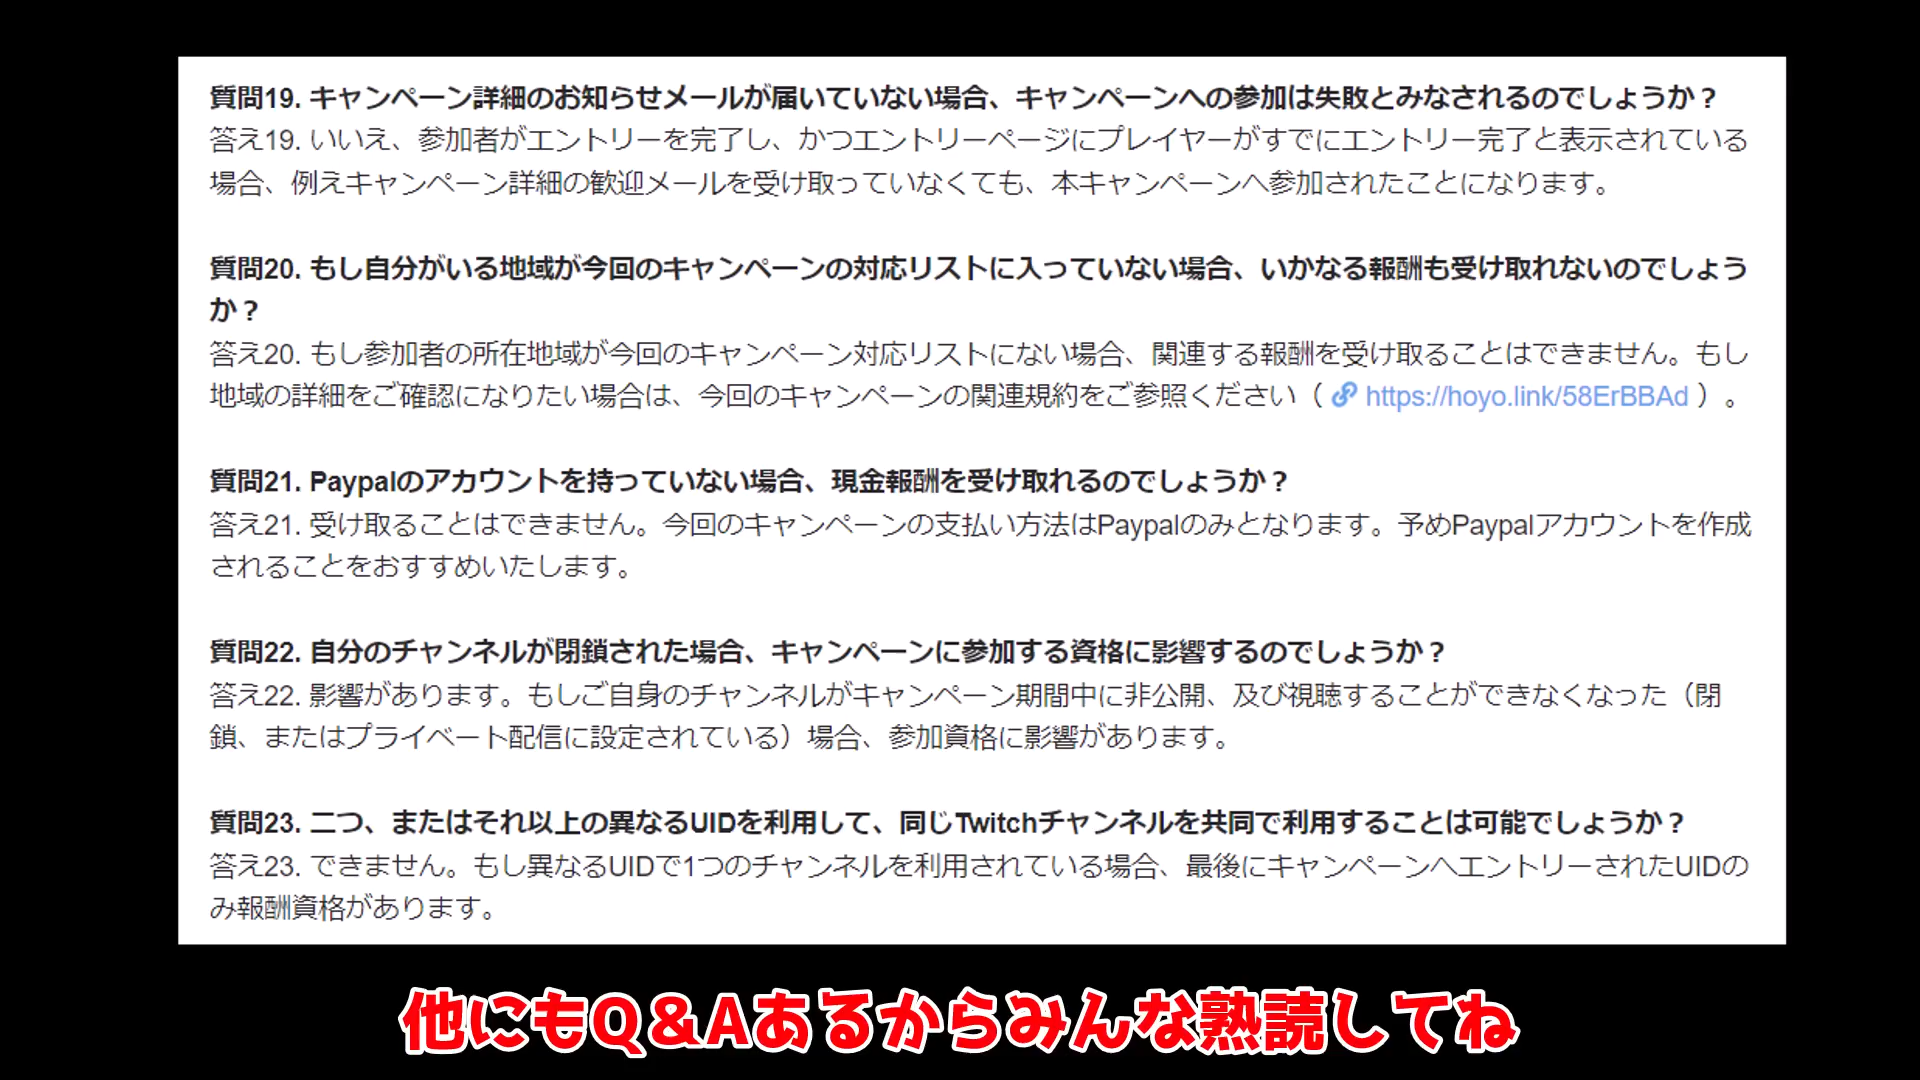 質問19. キャンペーン詳細のお知らせメールが届いていない場合、キャンペーンへの参加は失敗とみなされるのでしょうか？
答え19. いいえ、参加者がエントリーを完了し、かつエントリーページにプレイヤーがすでにエントリー完了と表示されている
場合、例えキャンペーン詳細の歓迎メールを受け取っていなくても、本キャンペーンへ参加されたことになります。
質問20. もし自分がいる地域が今回のキャンペーンの対応リストに入っていない場合、いかなる報酬も受け取れないのでしょう
か？
答え20. もし参加者の所在地域が今回のキャンペーン対応リストにない場合、関連する報酬を受け取ることはできません。もし
地域の詳細をご確認になりたい場合は、今回のキャンペーンの関連規約をご参照ください（ https://hoyo.link/58ErBBAd ）。
質問21. Paypalのアカウントを持っていない場合、現金報酬を受け取れるのでしょうか？
答え21. 受け取ることはできません。今回のキャンペーンの支払い方法はPaypalのみとなります。予めPaypalアカウントを作成
されることをおすすめいたします。
質問22. 自分のチャンネルが閉鎖された場合、キャンペーンに参加する資格に影響するのでしょうか？
答え22. 影響があります。もしご自身のチャンネルがキャンペーン期間中に非公開、及び視聴することができなくなった（閉
鎖、またはプライベート配信に設定されている）場合、参加資格に影響があります。
質問23. 二つ、またはそれ以上の異なるUIDを利用して、同じTwitchチャンネルを共同で利用することは可能でしょうか？
答え23. できません。もし異なるUIDで1つのチャンネルを利用されている場合、最後にキャンペーンへエントリーされたUIDの
み報酬資格があります。
他にもQ&Aあるからみんな熟読してね